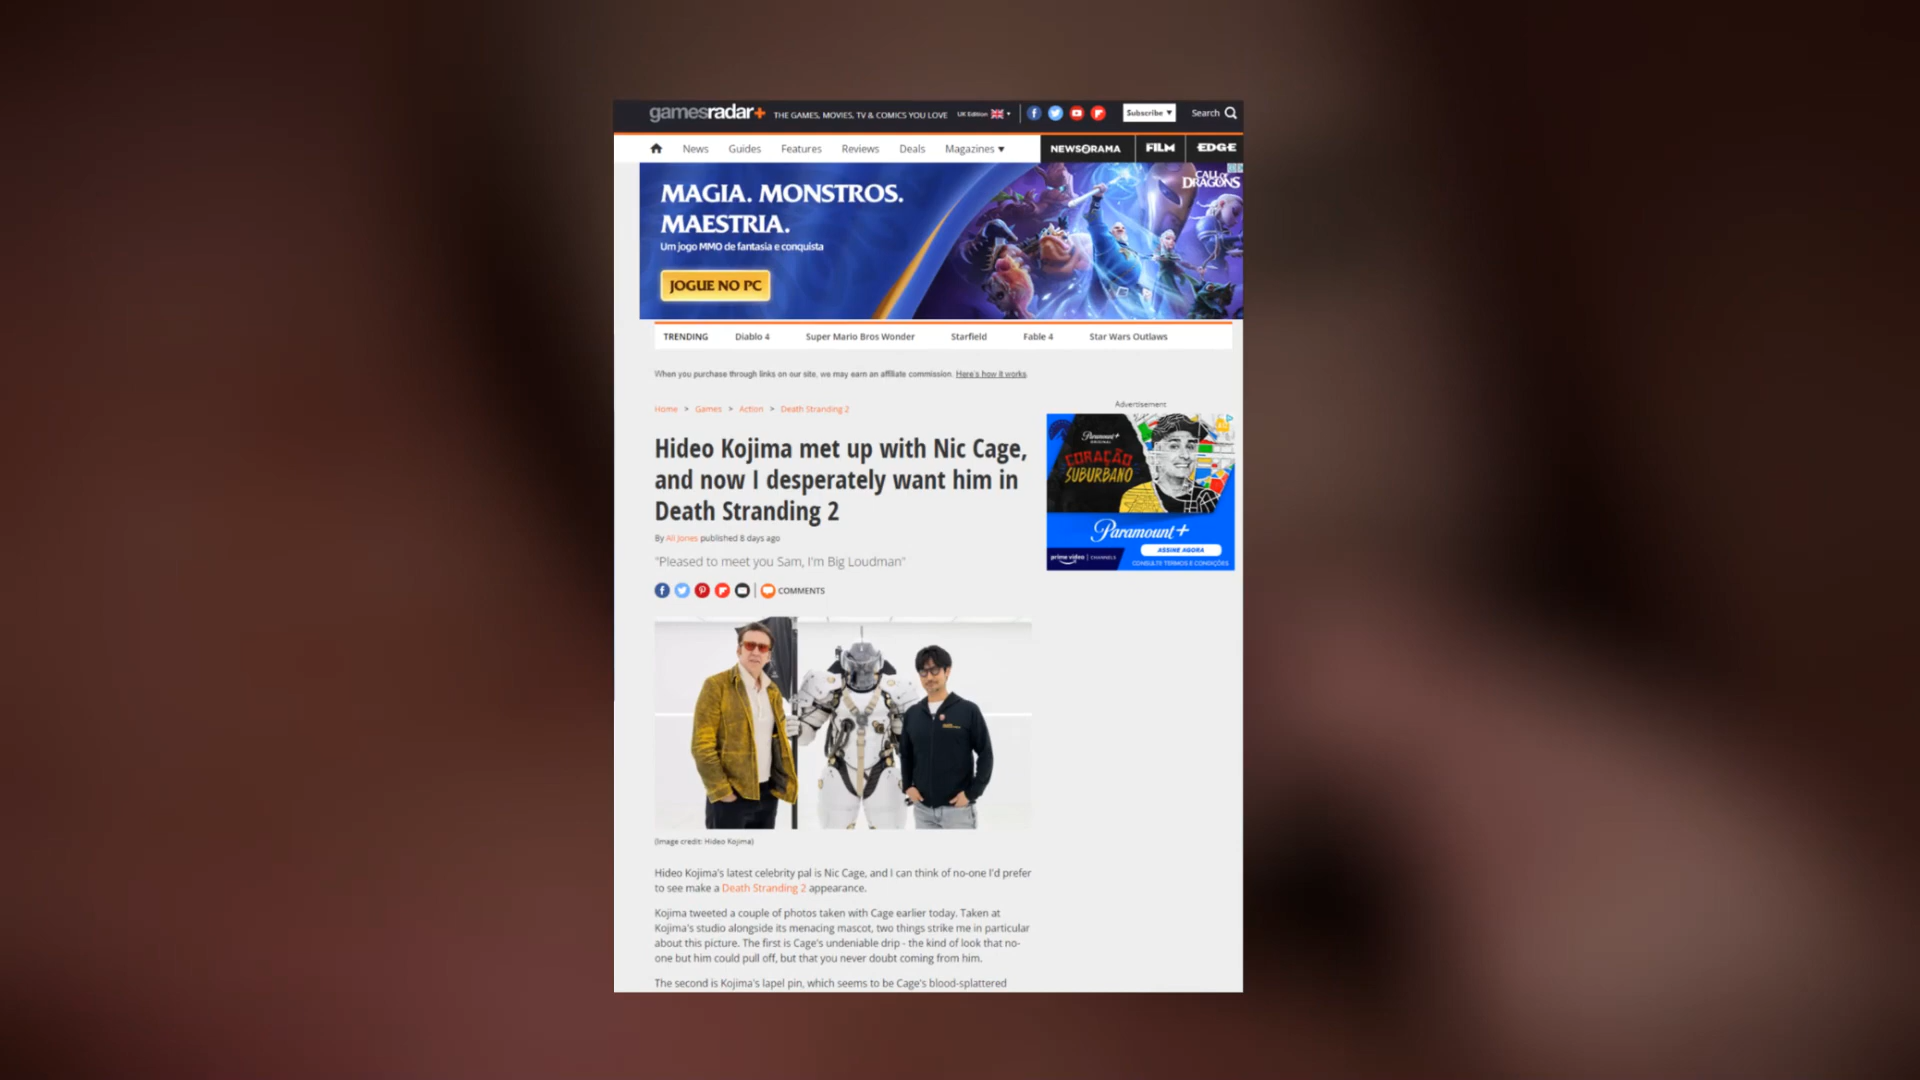 gamesradar+ THE GAMES, MOVIES, TV & COMICS YOU LOVE UK Edition Subscribe ▼ Search
News Guides Features Reviews Deals Magazines ▼ NEWSARAMA FILM EDGE
MAGIA. MONSTROS.
MAESTRIA.
Um jogo MMO de fantasia e conquista
JOGUE NO PC
CALL OF
DRAGONS
TRENDING Diablo 4 Super Mario Bros Wonder Starfield Fable 4 Star Wars Outlaws
When you purchase through links on our site, we may earn an affiliate commission. Here's how it works.
Home > Games > Action > Death Stranding 2
Hideo Kojima met up with Nic Cage,
and now I desperately want him in
Death Stranding 2
By Ali Jones published 8 days ago
"Pleased to meet you Sam, I'm Big Loudman"
COMMENTS
Advertisement
Paramount+
ORIGINAL
CORAÇÃO
SUBURBANO
Paramount+
prime video | CHANNELS
ASSINE AGORA
CONSULTE TERMOS E CONDIÇÕES
(Image credit: Hideo Kojima)
Hideo Kojima's latest celebrity pal is Nic Cage, and I can think of no-one I'd prefer
to see make a Death Stranding 2 appearance.
Kojima tweeted a couple of photos taken with Cage earlier today. Taken at
Kojima's studio alongside its menacing mascot, two things strike me in particular
about this picture. The first is Cage's undeniable drip - the kind of look that no-
one but him could pull off, but that you never doubt coming from him.
The second is Kojima's lapel pin, which seems to be Cage's blood-splattered